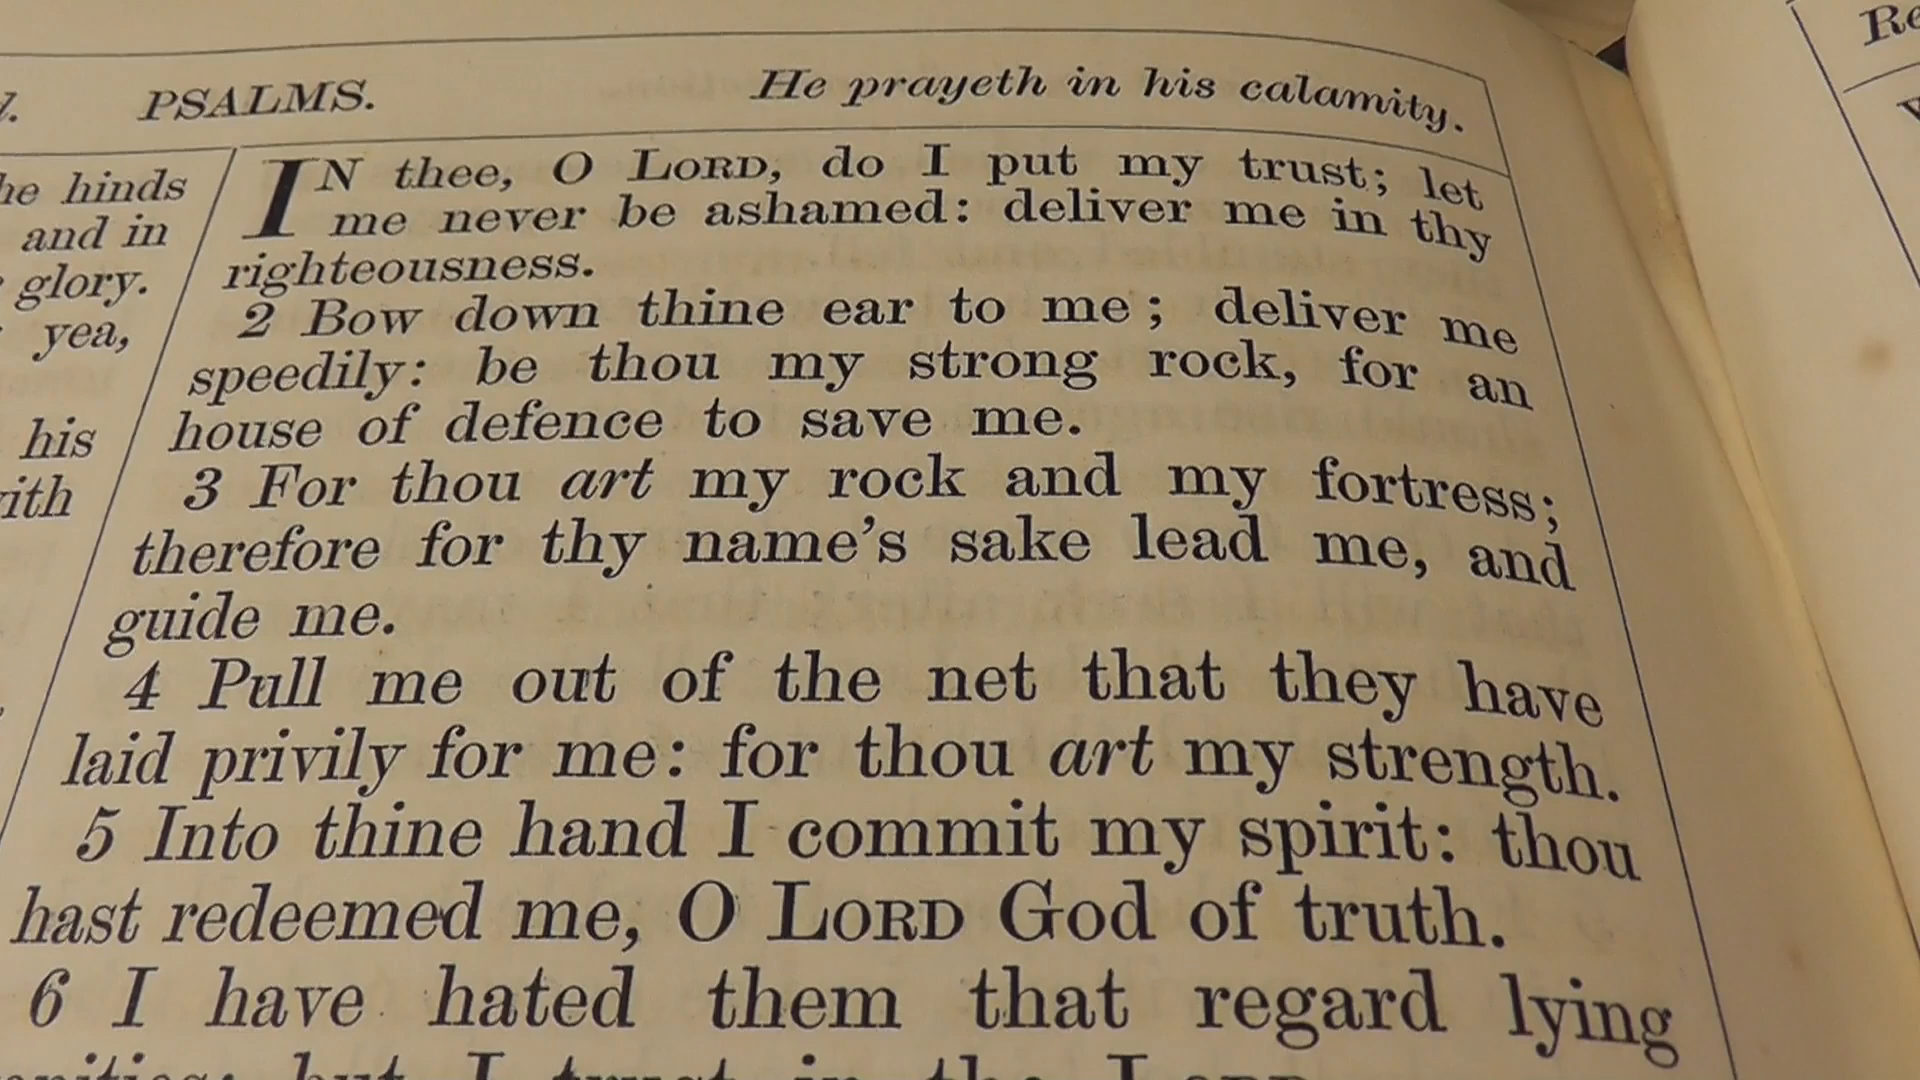 PSALMS. He prayeth in his calamity.
hinds
and in
glory.
yea,
his
IN thee, O LORD, do I put my trust; let
me never be ashamed: deliver me in thy
righteousness.
2 Bow down thine ear to me; deliver me
speedily: be thou my strong rock, for an
house of defence to save me.
3 For thou art my rock and my fortress;
therefore for thy name's sake lead me, and
guide me.
4 Pull me out of the net that they have
laid privily for me: for thou art my strength.
5 Into thine hand I commit my spirit: thou
hast redeemed me, O LORD God of truth.
6 I have hated them that regard lying
but I trust in the LORD